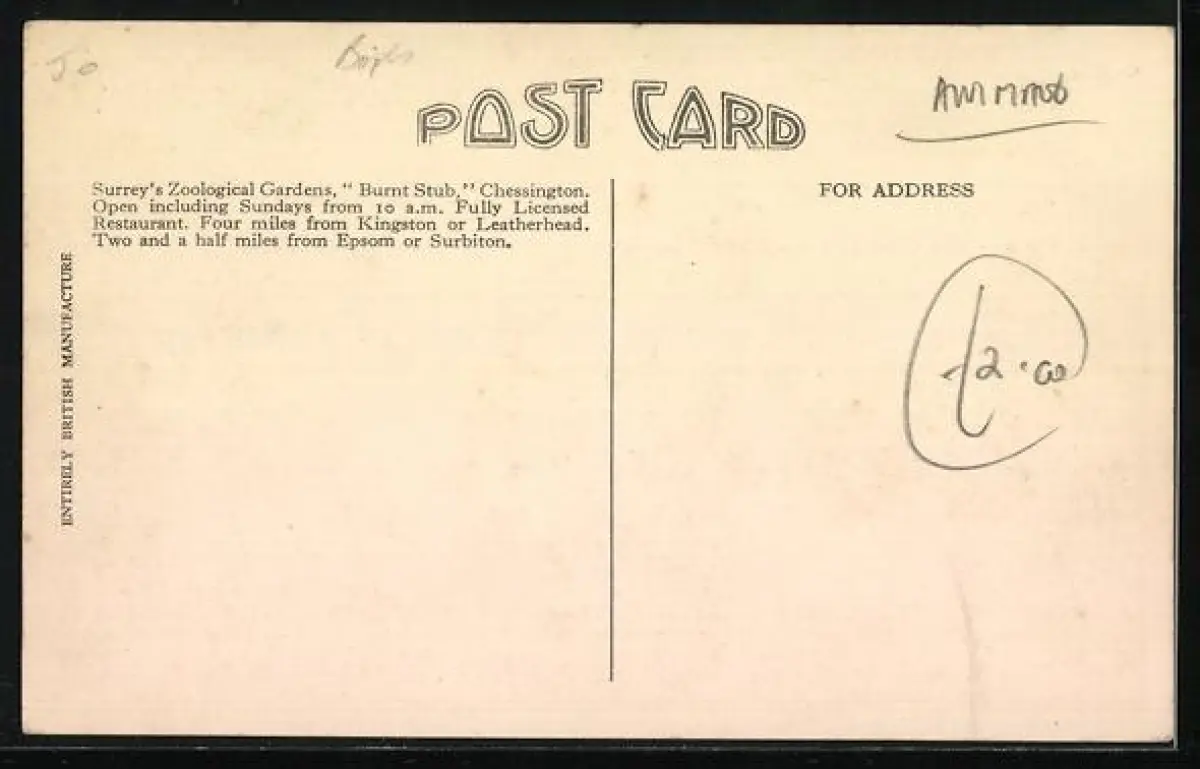 POST CARD
Surrey's Zoological Gardens, " Burnt Stub," Chessington.
Open including Sundays from 10 a.m. Fully Licensed
Restaurant. Four miles from Kingston or Leatherhead.
Two and a half miles from Epsom or Surbiton.
ENTIRELY BRITISH MANUFACTURE
FOR ADDRESS
£2.00